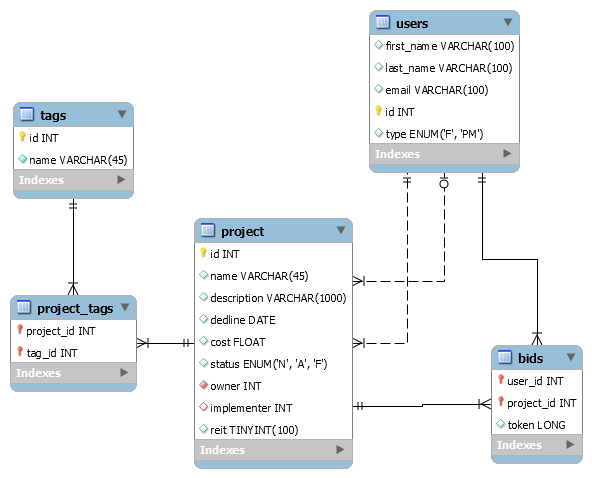 users
first_name VARCHAR(100)
last_name VARCHAR(100)
email VARCHAR(100)
id INT
type ENUM('F', 'PM')
Indexes
tags
id INT
name VARCHAR(45)
Indexes
project
id INT
name VARCHAR(45)
description VARCHAR(1000)
dedline DATE
cost FLOAT
status ENUM('N', 'A', 'F')
owner INT
implementer INT
reit TINYINT(100)
Indexes
project_tags
project_id INT
tag_id INT
Indexes
bids
user_id INT
project_id INT
token LONG
Indexes